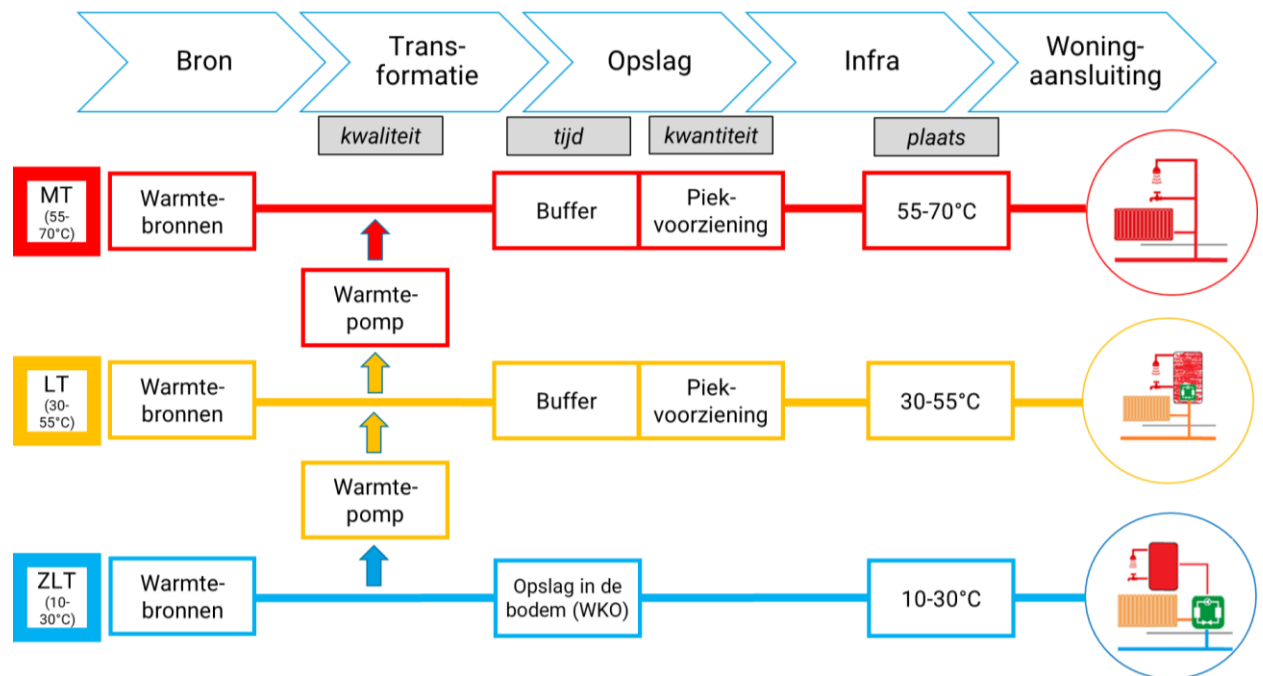 Bron
Trans-
formatie
Opslag
Infra
Woning-
aansluiting
kwaliteit
tijd
kwantiteit
plaats
MT
(55-
70°C)
Warmte-
bronnen
Buffer
Piek-
voorziening
55-70°C
Warmte-
pomp
LT
(30-
55°C)
Warmte-
bronnen
Buffer
Piek-
voorziening
30-55°C
Warmte-
pomp
ZLT
(10-
30°C)
Warmte-
bronnen
Opslag in de
bodem (WKO)
10-30°C